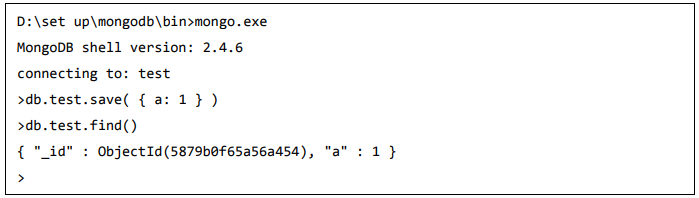 D:\set up\mongodb\bin>mongo.exe
MongoDB shell version: 2.4.6
connecting to: test
>db.test.save( { a: 1 } )
>db.test.find()
{ "_id" : ObjectId(5879b0f65a56a454), "a" : 1 }
>